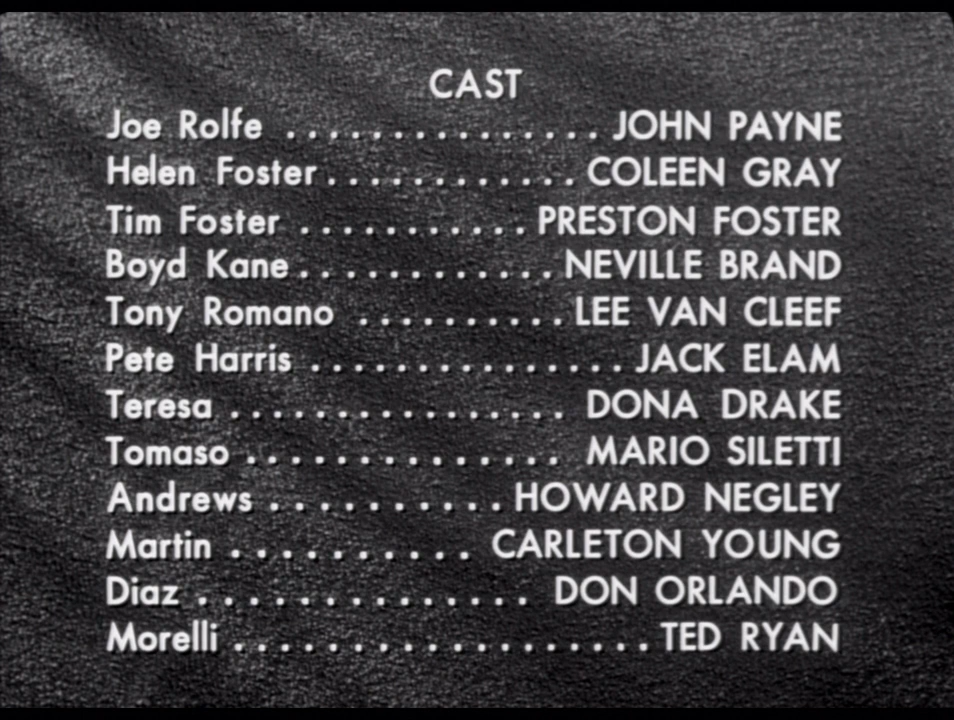 CAST
Joe Rolfe ............... JOHN PAYNE
Helen Foster ............ COLEEN GRAY
Tim Foster ........... PRESTON FOSTER
Boyd Kane ............ NEVILLE BRAND
Tony Romano .......... LEE VAN CLEEF
Pete Harris ............... JACK ELAM
Teresa ................ DONA DRAKE
Tomaso .............. MARIO SILETTI
Andrews .......... HOWARD NEGLEY
Martin .......... CARLETON YOUNG
Diaz ............... DON ORLANDO
Morelli ................... TED RYAN